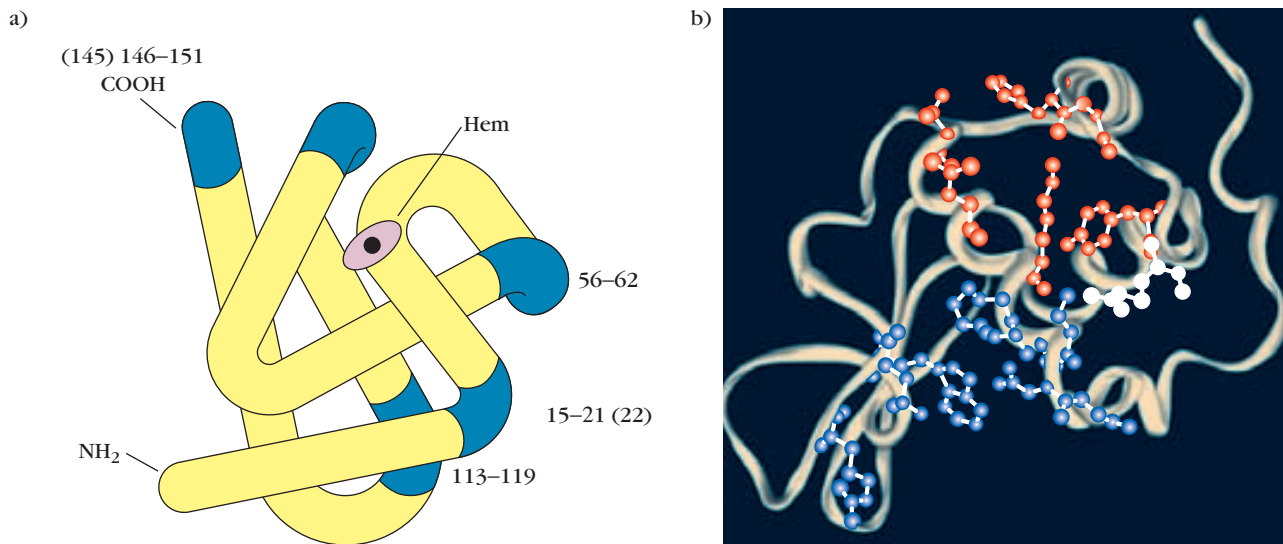 a)
(145) 146–151
COOH
Hem
56–62
15–21 (22)
NH₂
113–119
b)